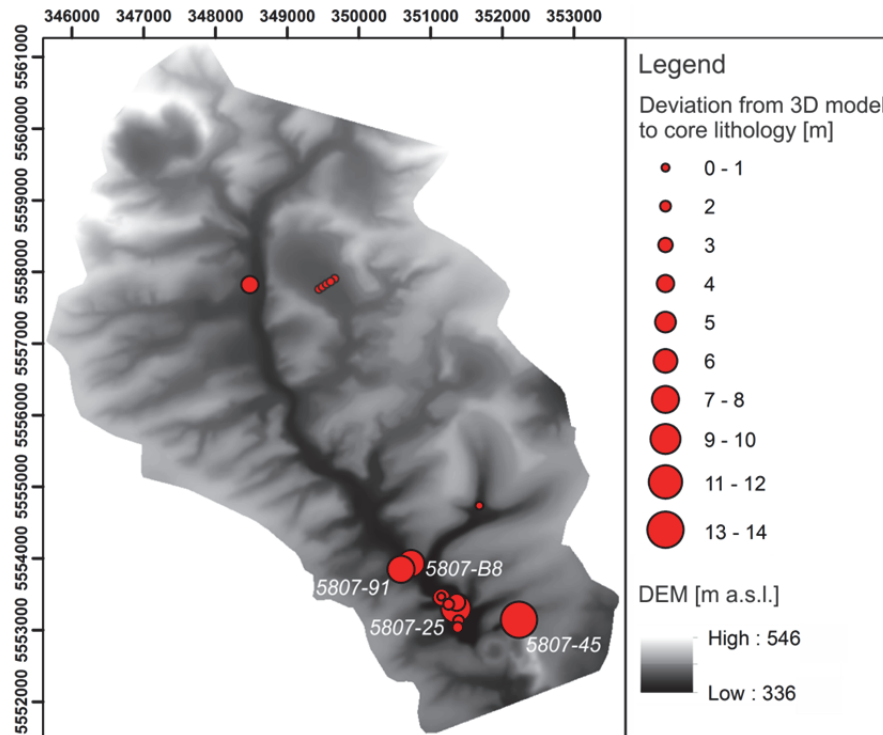 346000 347000 348000 349000 350000 351000 352000 353000
5561000
5560000
5559000
5558000
5557000
5556000
5555000
5554000
5553000
5552000
5807-B8
5807-91
5807-25
5807-45
Legend
Deviation from 3D model
to core lithology [m]
0 - 1
2
3
4
5
6
7 - 8
9 - 10
11 - 12
13 - 14
DEM [m a.s.l.]
High : 546
Low : 336